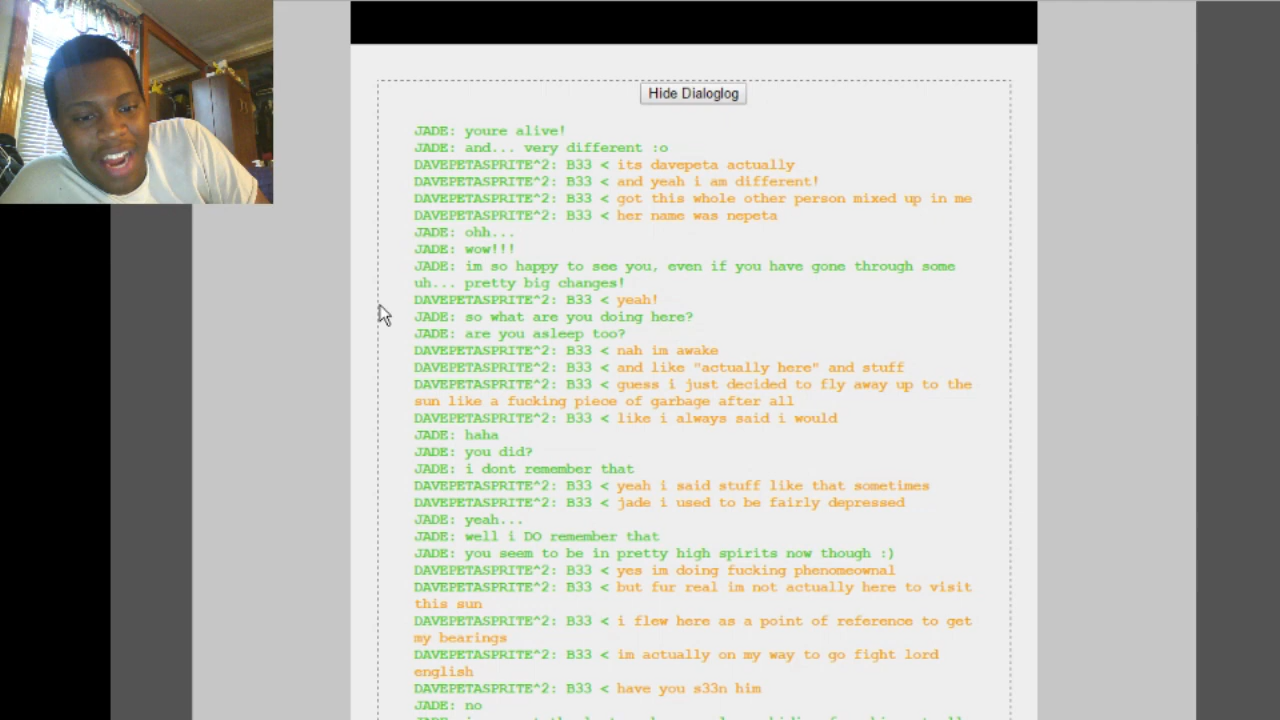 Hide Dialoglog
JADE: youre alive!
JADE: and... very different :o
DAVEPETASPRITE^2: B33 < its davepeta actually
DAVEPETASPRITE^2: B33 < and yeah i am different!
DAVEPETASPRITE^2: B33 < got this whole other person mixed up in me
DAVEPETASPRITE^2: B33 < her name was nepeta
JADE: ohh...
JADE: wow!!!
JADE: im so happy to see you, even if you have gone through some
uh... pretty big changes!
DAVEPETASPRITE^2: B33 < yeah!
JADE: so what are you doing here?
JADE: are you asleep too?
DAVEPETASPRITE^2: B33 < nah im awake
DAVEPETASPRITE^2: B33 < and like "actually here" and stuff
DAVEPETASPRITE^2: B33 < guess i just decided to fly away up to the
sun like a fucking piece of garbage after all
DAVEPETASPRITE^2: B33 < like i always said i would
JADE: haha
JADE: you did?
JADE: i dont remember that
DAVEPETASPRITE^2: B33 < yeah i said stuff like that sometimes
DAVEPETASPRITE^2: B33 < jade i used to be fairly depressed
JADE: yeah...
JADE: well i DO remember that
JADE: you seem to be in pretty high spirits now though :)
DAVEPETASPRITE^2: B33 < yes im doing fucking phenomeownal
DAVEPETASPRITE^2: B33 < but fur real im not actually here to visit
this sun
DAVEPETASPRITE^2: B33 < i flew here as a point of reference to get
my bearings
DAVEPETASPRITE^2: B33 < im actually on my way to go fight lord
english
DAVEPETASPRITE^2: B33 < have you s33n him
JADE: no